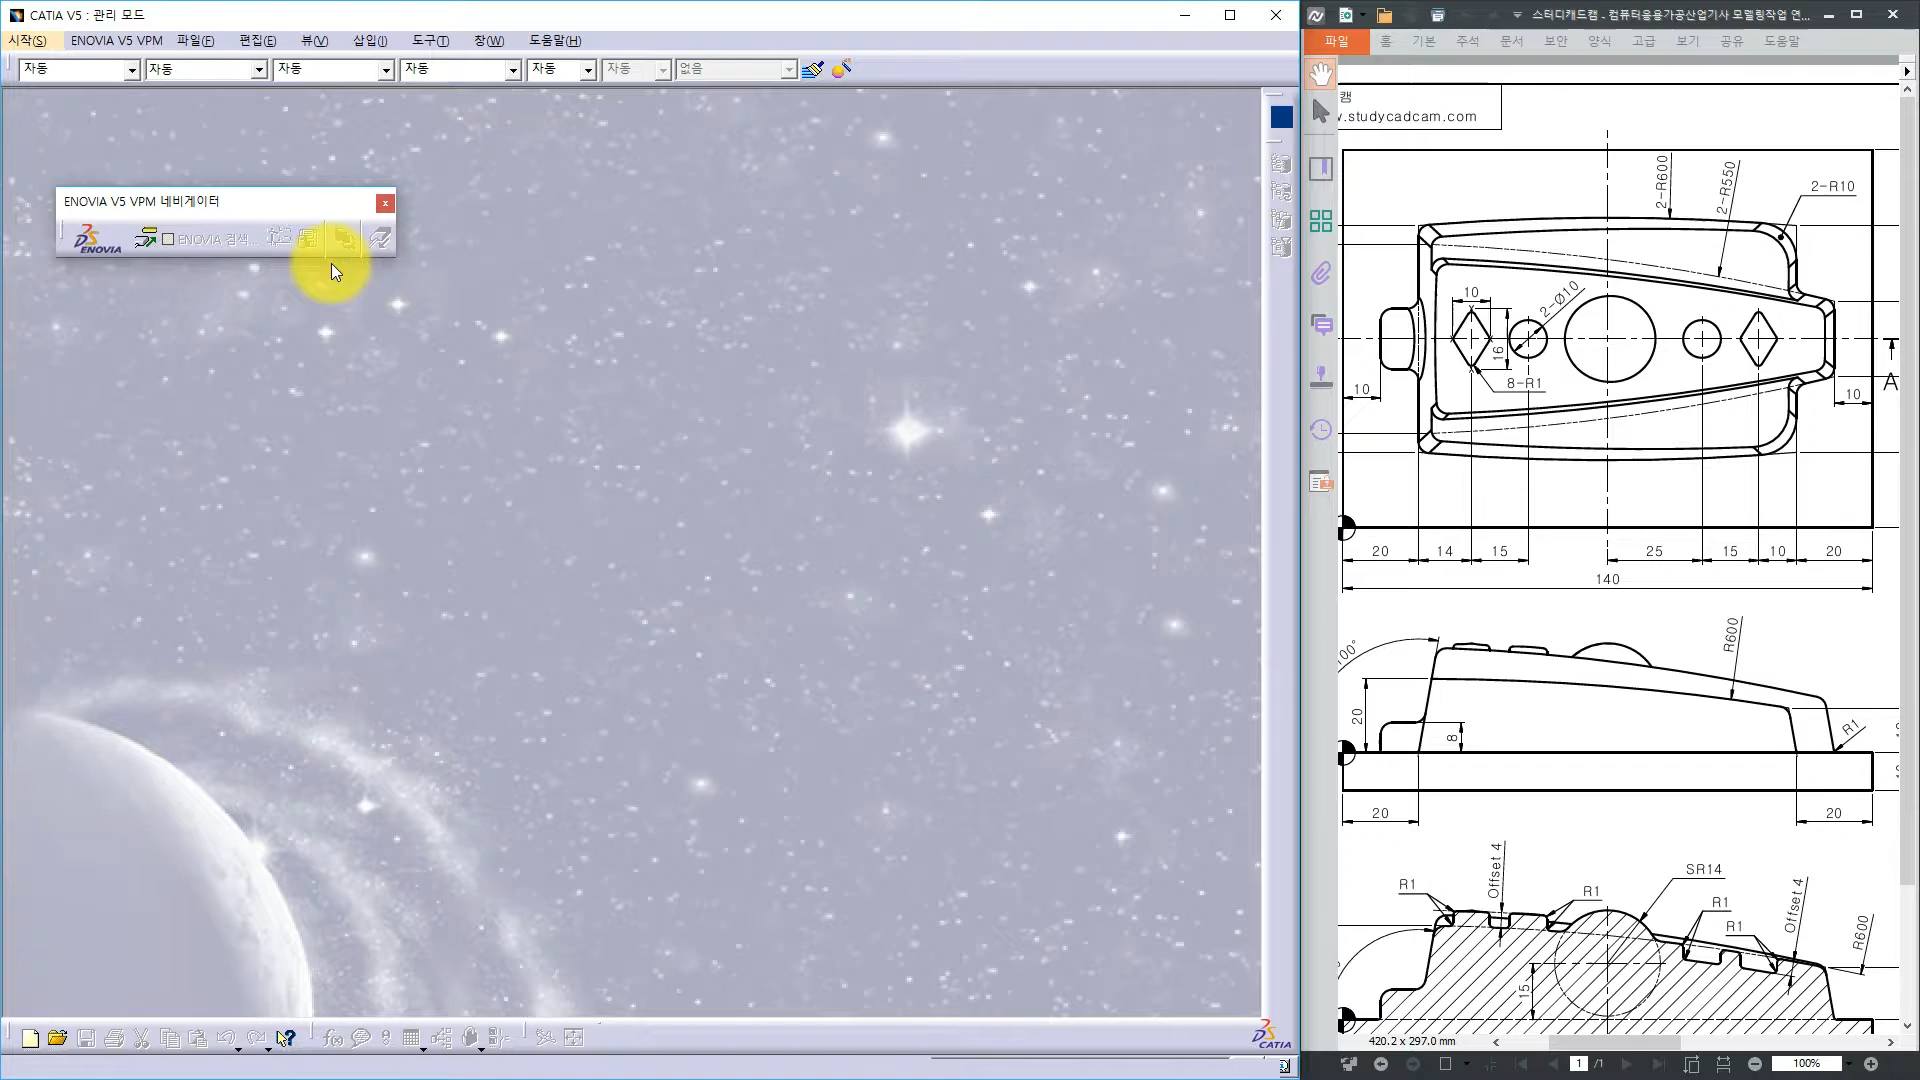 CATIA V5 : 관리 모드
시작(S) ENOVIA V5 VPM 파일(F) 편집(E) 뷰(V) 삽입(I) 도구(T) 창(W) 도움말(H)
자동 자동 자동 자동 자동 자동 없음
ENOVIA V5 VPM 네비게이터
ENOVIA
ENOVIA 검색...
CATIA
스터디캐드캠 - 컴퓨터응용가공산업기사 모델링작업 연...
파일 홈 기본 주석 문서 보안 양식 고급 보기 공유 도움말
캠
.studycadcam.com
2-R600
2-R550
2-R10
10
2-Ø10
16
8-R1
10
10
A
20 14 15 25 15 10 20
140
100°
R600
20
8
R1
20 20
R1
Offset 4
R1
SR14
R1
R1
Offset 4
R600
15
420.2 x 297.0 mm
1 /1
100%